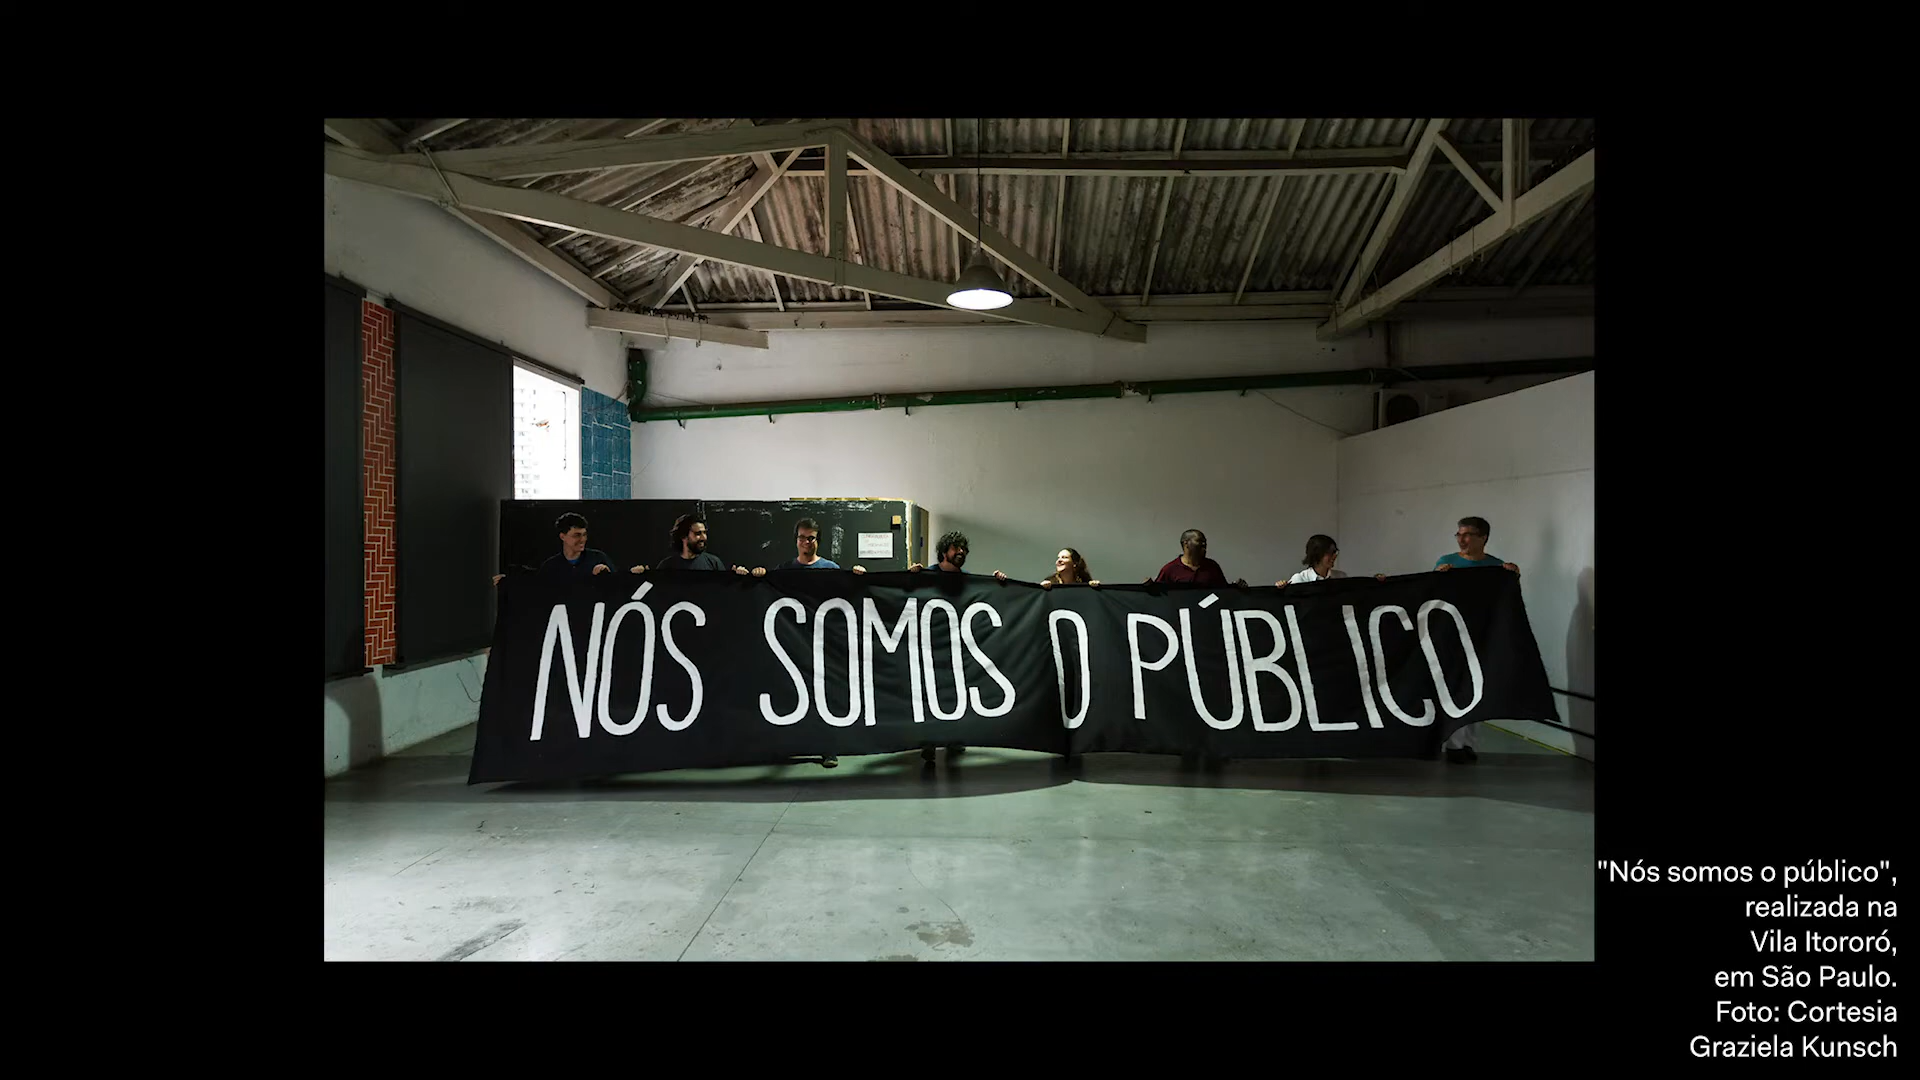 NÓS SOMOS O PÚBLICO
"Nós somos o público",
realizada na
Vila Itororó,
em São Paulo.
Foto: Cortesia
Graziela Kunsch